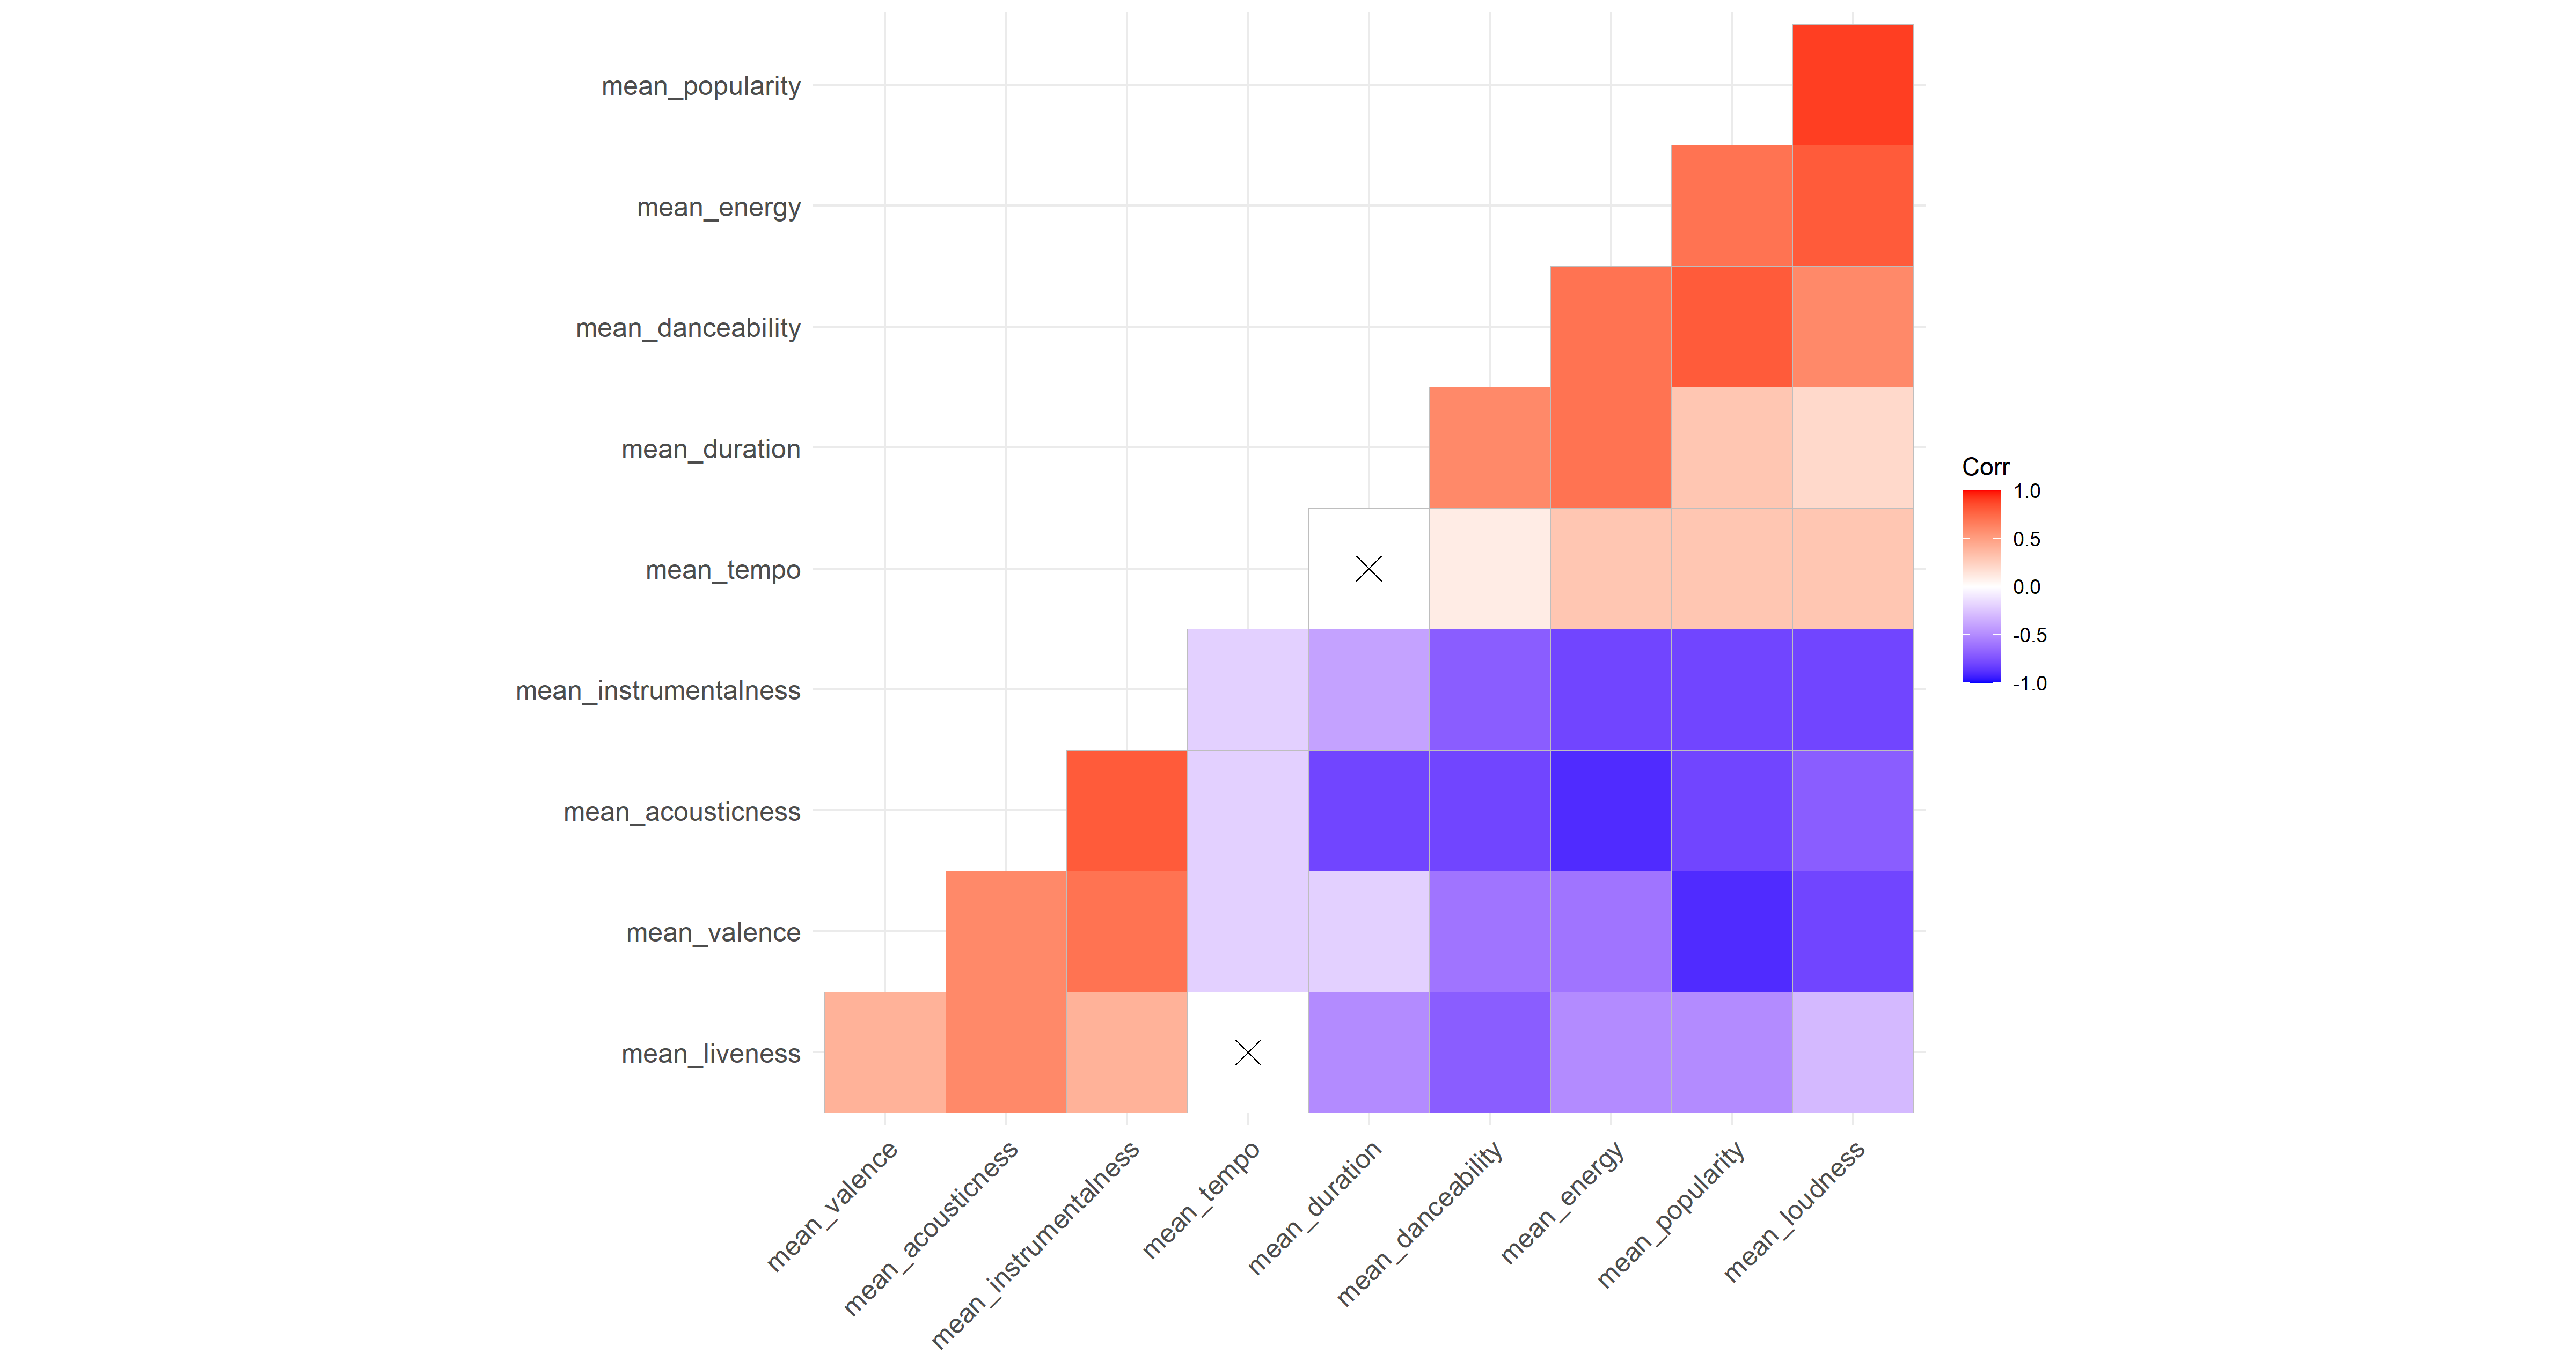 mean_popularity
mean_energy
mean_danceability
mean_duration
mean_tempo
mean_instrumentalness
mean_acousticness
mean_valence
mean_liveness
mean_valence
mean_acousticness
mean_instrumentalness
mean_tempo
mean_duration
mean_danceability
mean_energy
mean_popularity
mean_loudness
Corr
1.0
0.5
0.0
-0.5
-1.0